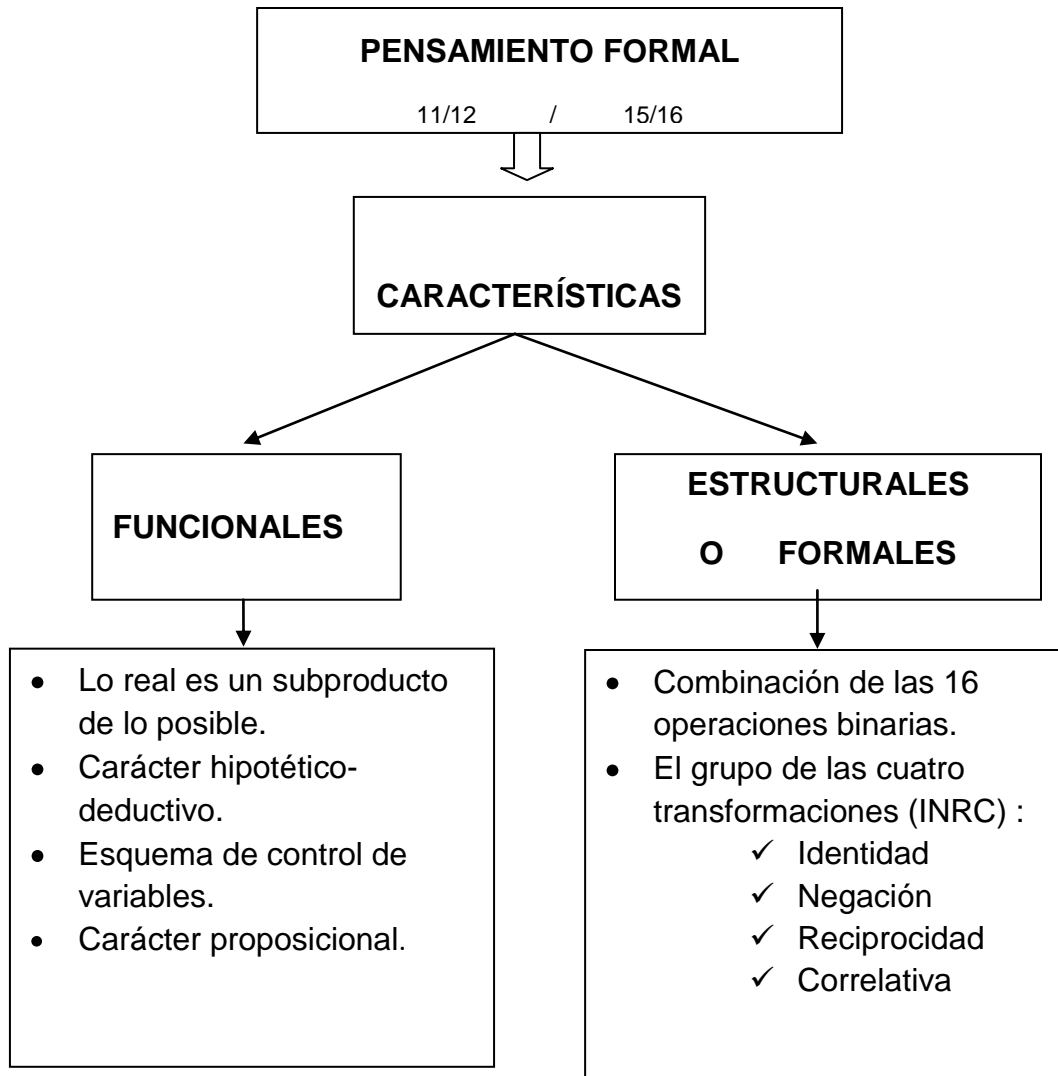 PENSAMIENTO FORMAL
11/12 / 15/16
CARACTERÍSTICAS
FUNCIONALES
ESTRUCTURALES
O FORMALES
• Lo real es un subproducto
de lo posible.
• Carácter hipotético-
deductivo.
• Esquema de control de
variables.
• Carácter proposicional.
• Combinación de las 16
operaciones binarias.
• El grupo de las cuatro
transformaciones (INRC) :
✓ Identidad
✓ Negación
✓ Reciprocidad
✓ Correlativa